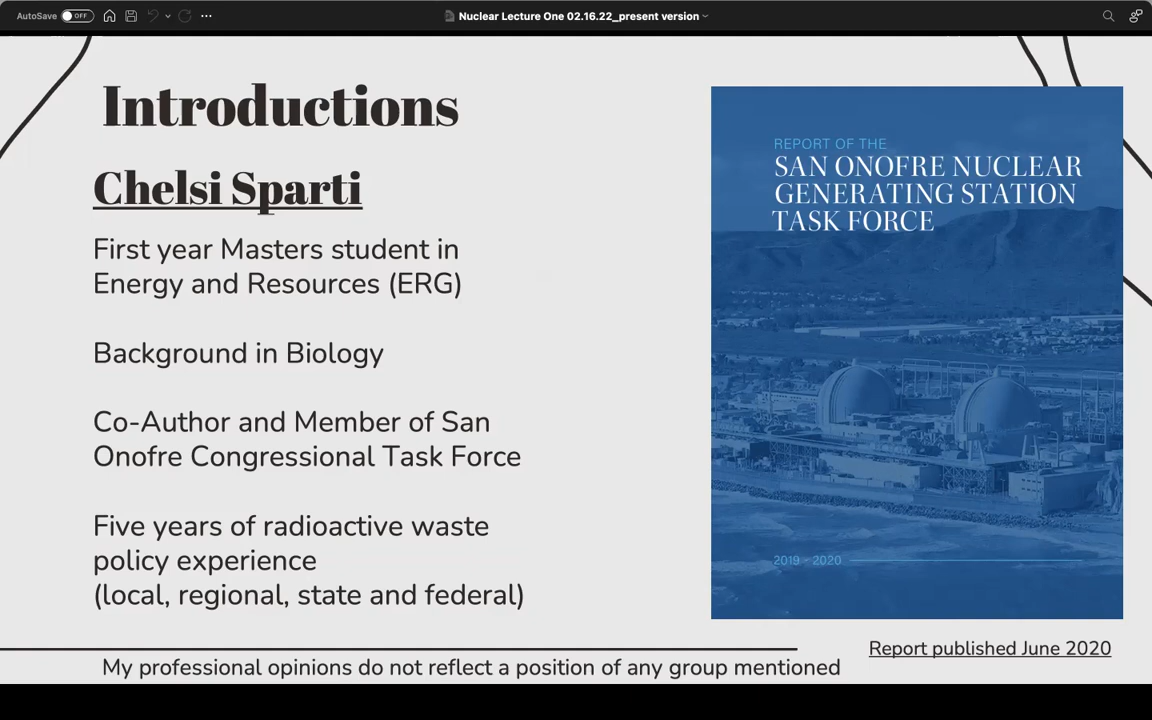 AutoSave OFF
Nuclear Lecture One 02.16.22_present version
Introductions
Chelsi Sparti
First year Masters student in
Energy and Resources (ERG)
Background in Biology
Co-Author and Member of San
Onofre Congressional Task Force
Five years of radioactive waste
policy experience
(local, regional, state and federal)
REPORT OF THE
SAN ONOFRE NUCLEAR
GENERATING STATION
TASK FORCE
2019 - 2020
Report published June 2020
My professional opinions do not reflect a position of any group mentioned